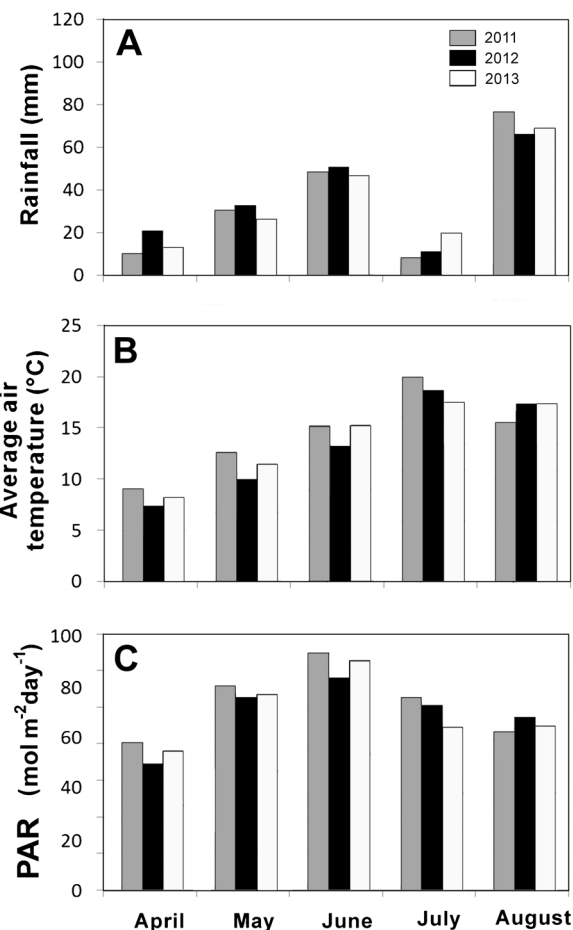 A
2011
2012
2013
Rainfall (mm)
120
100
80
60
40
20
0
B
Average air
temperature (°C)
25
20
15
10
5
0
C
PAR (mol m⁻²day⁻¹)
100
80
60
40
20
0
April May June July August